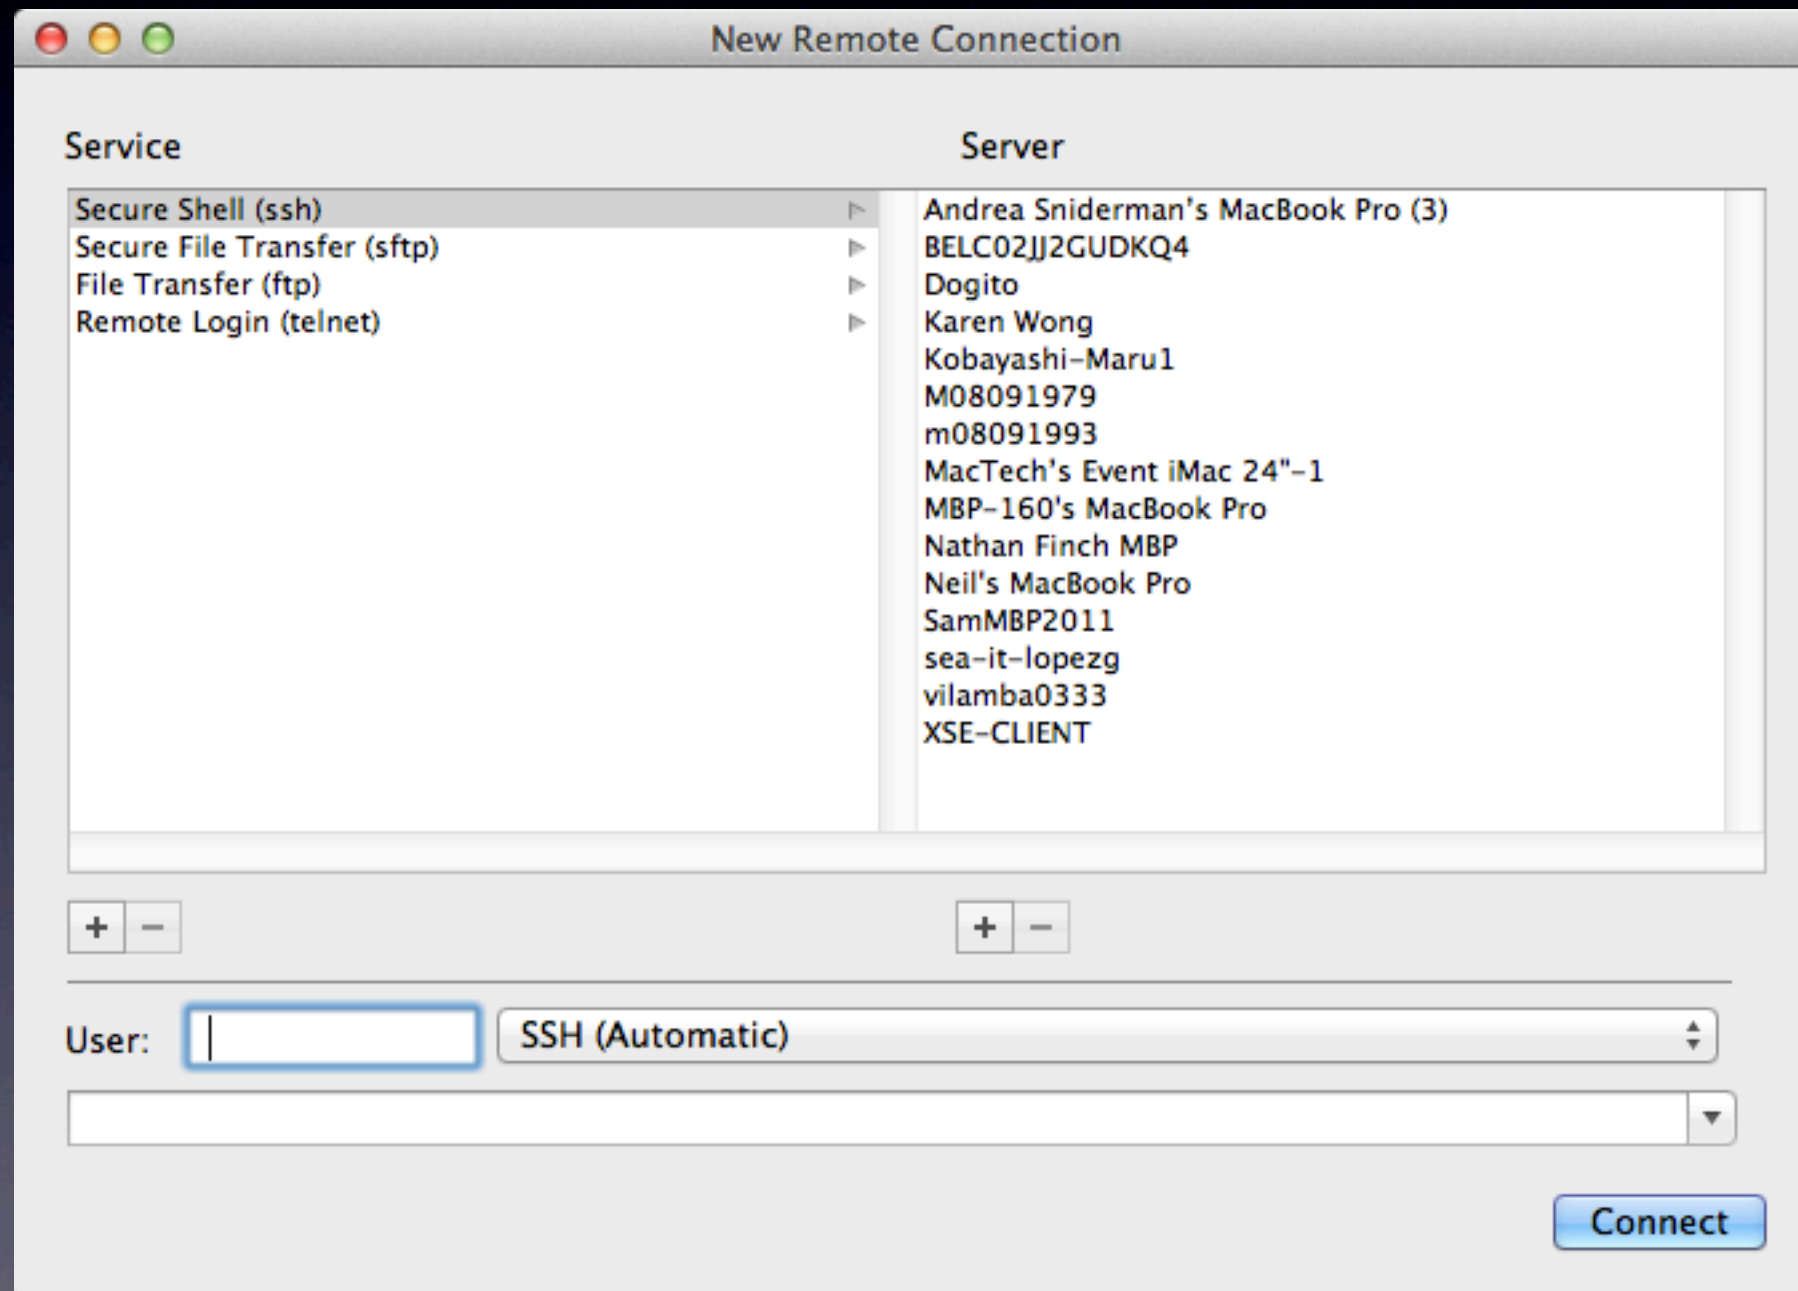 New Remote Connection
Service
Server
Secure Shell (ssh)
Secure File Transfer (sftp)
File Transfer (ftp)
Remote Login (telnet)
Andrea Sniderman’s MacBook Pro (3)
BELC02JJ2GUDKQ4
Dogito
Karen Wong
Kobayashi-Maru1
M08091979
m08091993
MacTech’s Event iMac 24"-1
MBP-160's MacBook Pro
Nathan Finch MBP
Neil's MacBook Pro
SamMBP2011
sea-it-lopezg
vilamba0333
XSE-CLIENT
User:
SSH (Automatic)
Connect